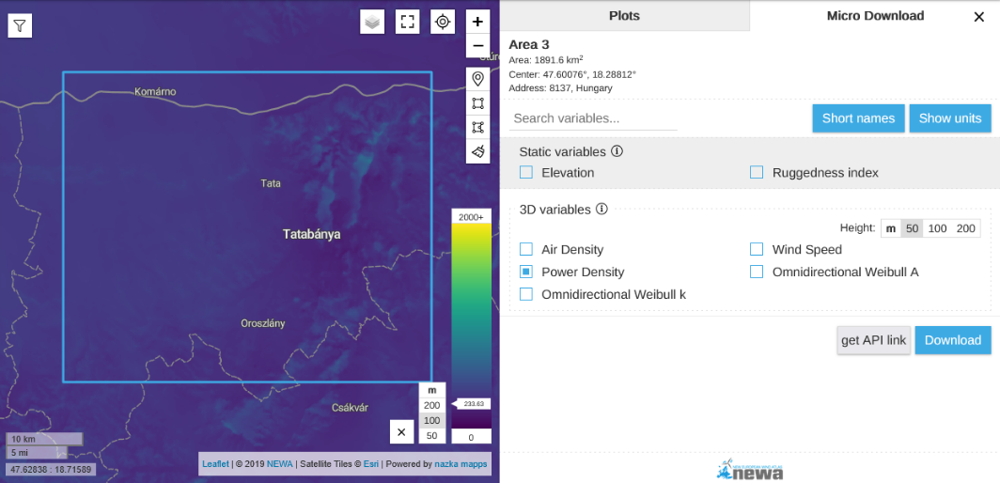 Plots
Micro Download
Area 3
Area: 1891.6 km²
Center: 47.60076°, 18.28812°
Address: 8137, Hungary
Search variables...
Short names
Show units
Static variables
Elevation
Ruggedness index
3D variables
Height: m 50 100 200
Air Density
Wind Speed
Power Density
Omnidirectional Weibull A
Omnidirectional Weibull k
get API link
Download
newa
+
−
Komárno
Tata
Tatabánya
Oroszlány
Csákvár
2000+
233.63
0
m
200
100
50
10 km
5 mi
47.62838 : 18.71589
Leaflet | © 2019 NEWA | Satellite Tiles © Esri | Powered by nazka mapps